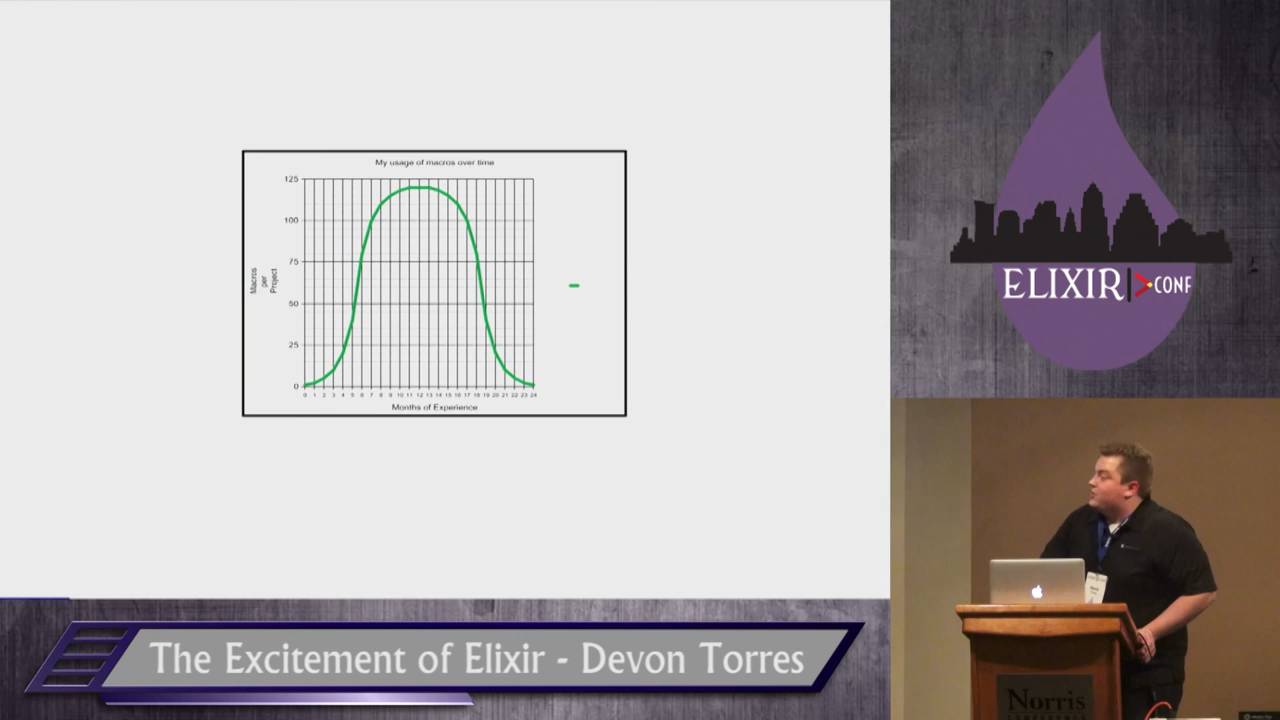 My usage of macros over time
125
100
75
50
25
0
Macros
per
Project
0 1 2 3 4 5 6 7 8 9 10 11 12 13 14 15 16 17 18 19 20 21 22 23 24
Months of Experience
ELIXIR CONF
The Excitement of Elixir - Devon Torres
Norris
CONFERENCE